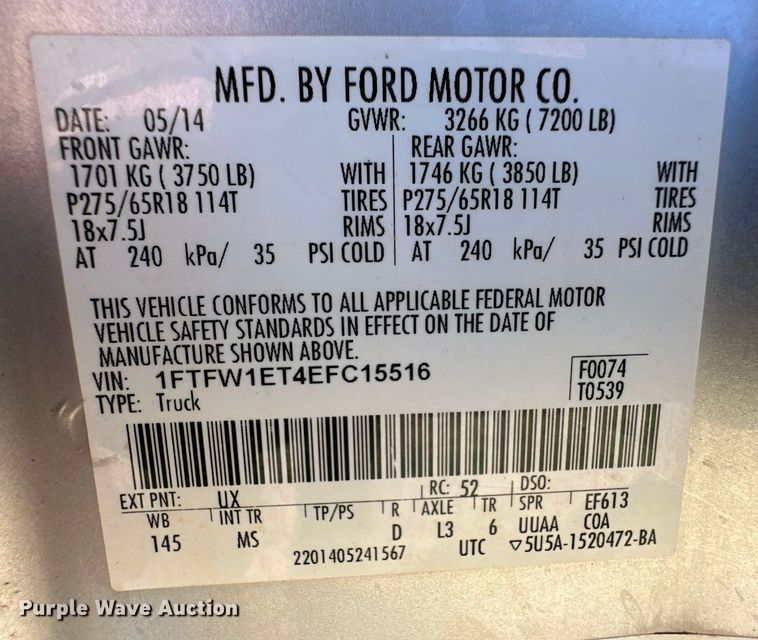 MFD. BY FORD MOTOR CO.
DATE: 05/14 GVWR: 3266 KG ( 7200 LB)
FRONT GAWR: REAR GAWR:
1701 KG ( 3750 LB) WITH 1746 KG ( 3850 LB) WITH
P275/65R18 114T TIRES P275/65R18 114T TIRES
18x7.5J RIMS 18x7.5J RIMS
AT 240 kPa/ 35 PSI COLD AT 240 kPa/ 35 PSI COLD
THIS VEHICLE CONFORMS TO ALL APPLICABLE FEDERAL MOTOR
VEHICLE SAFETY STANDARDS IN EFFECT ON THE DATE OF
MANUFACTURE SHOWN ABOVE.
VIN: 1FTFW1ET4EFC15516 F0074
TYPE: Truck T0539
EXT PNT: UX RC: 52 DSO:
WB INT TR TP/PS R AXLE TR SPR EF613
145 MS D L3 6 UUAA COA
2201405241567 UTC ▽5U5A-1520472-BA
Purple Wave Auction